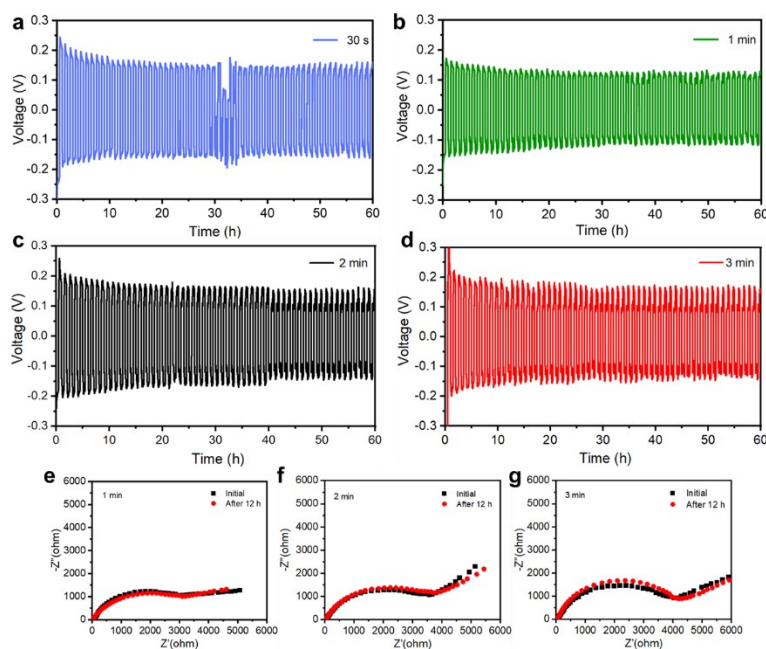 a
30 s
Voltage (V)
0.3
0.2
0.1
0.0
-0.1
-0.2
-0.3
0 10 20 30 40 50 60
Time (h)
b
1 min
Voltage (V)
0.3
0.2
0.1
0.0
-0.1
-0.2
-0.3
0 10 20 30 40 50 60
Time (h)
c
2 min
Voltage (V)
0.3
0.2
0.1
0.0
-0.1
-0.2
-0.3
0 10 20 30 40 50 60
Time (h)
d
3 min
Voltage (V)
0.3
0.2
0.1
0.0
-0.1
-0.2
-0.3
0 10 20 30 40 50 60
Time (h)
e
1 min
Initial
After 12 h
-Z"(ohm)
6000
5000
4000
3000
2000
1000
0
0 1000 2000 3000 4000 5000 6000
Z'(ohm)
f
2 min
Initial
After 12 h
-Z"(ohm)
6000
5000
4000
3000
2000
1000
0
0 1000 2000 3000 4000 5000 6000
Z'(ohm)
g
3 min
Initial
After 12 h
-Z"(ohm)
6000
5000
4000
3000
2000
1000
0
0 1000 2000 3000 4000 5000 6000
Z'(ohm)